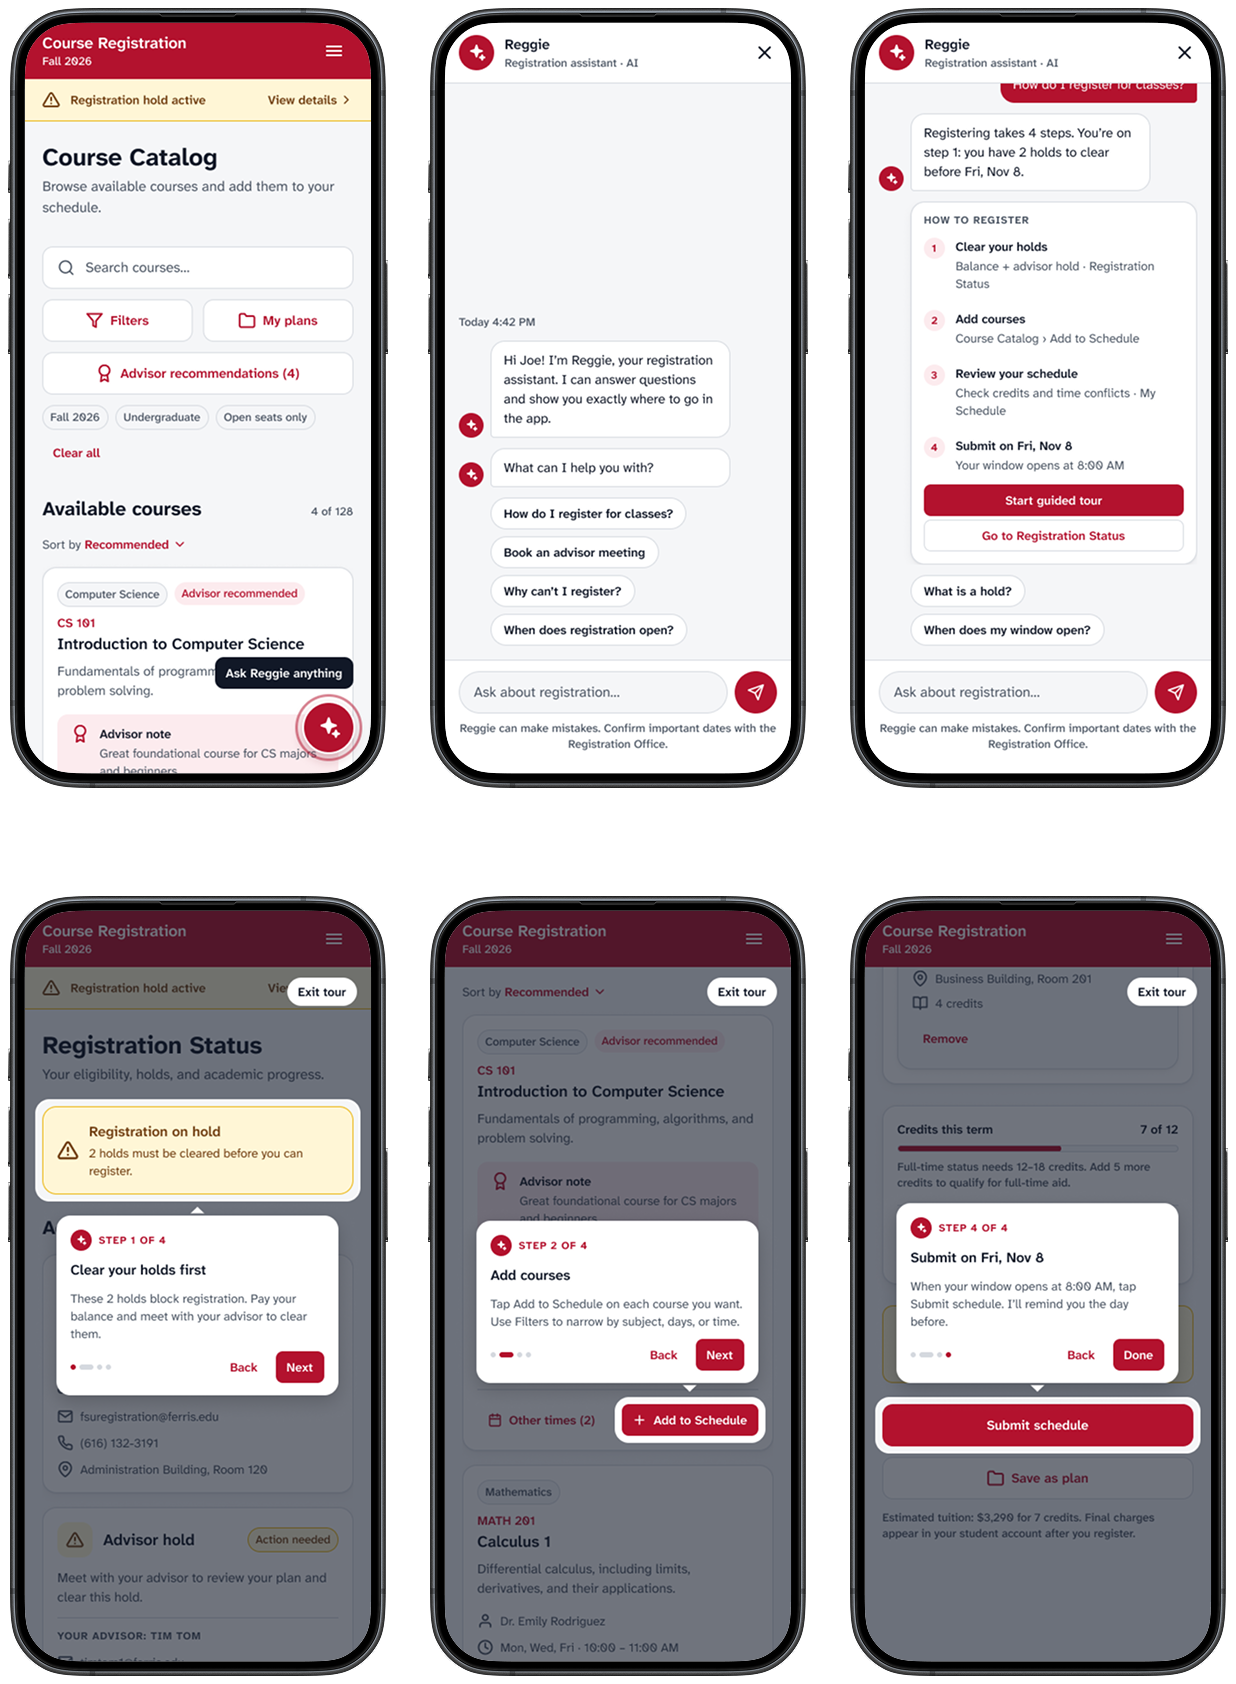 Course Registration
Fall 2026
Registration hold active
View details
Course Catalog
Browse available courses and add them to your
schedule.
Search courses...
Filters
My plans
Advisor recommendations (4)
Fall 2026
Undergraduate
Open seats only
Clear all
Available courses
4 of 128
Sort by Recommended
Computer Science
Advisor recommended
CS 101
Introduction to Computer Science
Fundamentals of programm
problem solving.
Ask Reggie anything
Advisor note
Great foundational course for CS majors
and beginners
Reggie
Registration assistant · AI
Today 4:42 PM
Hi Joe! I'm Reggie, your registration
assistant. I can answer questions
and show you exactly where to go in
the app.
What can I help you with?
How do I register for classes?
Book an advisor meeting
Why can't I register?
When does registration open?
Ask about registration...
Reggie can make mistakes. Confirm important dates with the
Registration Office.
Reggie
Registration assistant · AI
How do I register for classes?
Registering takes 4 steps. You're on
step 1: you have 2 holds to clear
before Fri, Nov 8.
HOW TO REGISTER
1
Clear your holds
Balance + advisor hold · Registration
Status
2
Add courses
Course Catalog › Add to Schedule
3
Review your schedule
Check credits and time conflicts · My
Schedule
4
Submit on Fri, Nov 8
Your window opens at 8:00 AM
Start guided tour
Go to Registration Status
What is a hold?
When does my window open?
Ask about registration...
Reggie can make mistakes. Confirm important dates with the
Registration Office.
Course Registration
Fall 2026
Registration hold active
Exit tour
Registration Status
Your eligibility, holds, and academic progress.
Registration on hold
2 holds must be cleared before you can
register.
STEP 1 OF 4
Clear your holds first
These 2 holds block registration. Pay your
balance and meet with your advisor to clear
them.
Back
Next
fsuregistration@ferris.edu
(616) 132-3191
Administration Building, Room 120
Advisor hold
Action needed
Meet with your advisor to review your plan and
clear this hold.
YOUR ADVISOR: TIM TOM
Course Registration
Fall 2026
Sort by Recommended
Exit tour
Computer Science
Advisor recommended
CS 101
Introduction to Computer Science
Fundamentals of programming, algorithms, and
problem solving.
Advisor note
Great foundational course for CS majors
and beginners
STEP 2 OF 4
Add courses
Tap Add to Schedule on each course you want.
Use Filters to narrow by subject, days, or time.
Back
Next
Other times (2)
Add to Schedule
Mathematics
MATH 201
Calculus 1
Differential calculus, including limits,
derivatives, and their applications.
Dr. Emily Rodriguez
Mon, Wed, Fri · 10:00 – 11:00 AM
Course Registration
Fall 2026
Business Building, Room 201
Exit tour
4 credits
Remove
Credits this term
7 of 12
Full-time status needs 12–18 credits. Add 5 more
credits to qualify for full-time aid.
STEP 4 OF 4
Submit on Fri, Nov 8
When your window opens at 8:00 AM, tap
Submit schedule. I'll remind you the day
before.
Back
Done
Submit schedule
Save as plan
Estimated tuition: $3,290 for 7 credits. Final charges
appear in your student account after you register.